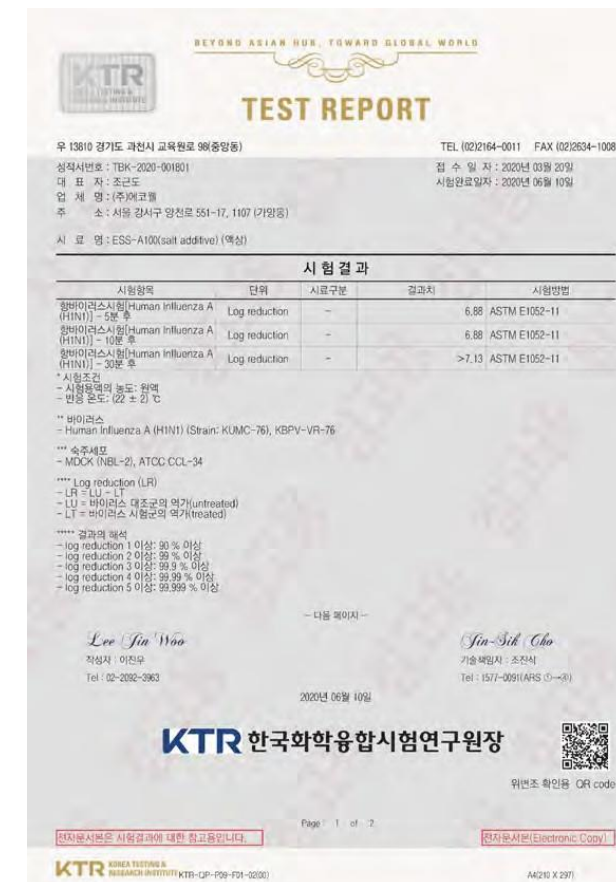 BEYOND ASIAN HUB, TOWARD GLOBAL WORLD
KTR
TEST REPORT
우 13810 경기도 과천시 교육원로 98(중앙동) TEL (02)2164-0011 FAX (02)2634-1008
성적서번호 : TBK-2020-001801 접 수 일 자 : 2020년 03월 20일
대 표 자 : 조근도 시험완료일자 : 2020년 06월 10일
업 체 명 : (주)에코웰
주 소 : 서울 강서구 양천로 551-17, 1107 (가양동)
시 료 명 : ESS-A100(salt additive) (액상)
시 험 결 과
시험항목 단위 시료구분 결과치 시험방법
항바이러스시험[Human Influenza A (H1N1)] - 5분 후 Log reduction - 6.88 ASTM E1052-11
항바이러스시험[Human Influenza A (H1N1)] - 10분 후 Log reduction - 6.88 ASTM E1052-11
항바이러스시험[Human Influenza A (H1N1)] - 30분 후 Log reduction - >7.13 ASTM E1052-11
* 시험조건
- 시험용액의 농도: 원액
- 반응 온도: (22 ± 2) ℃
** 바이러스
- Human Influenza A (H1N1) (Strain: KUMC-76), KBPV-VR-76
*** 숙주세포
- MDCK (NBL-2), ATCC CCL-34
**** Log reduction (LR)
- LR = LU - LT
- LU = 바이러스 대조군의 역가(untreated)
- LT = 바이러스 시험군의 역가(treated)
***** 결과의 해석
- log reduction 1 이상: 90 % 이상
- log reduction 2 이상: 99 % 이상
- log reduction 3 이상: 99.9 % 이상
- log reduction 4 이상: 99.99 % 이상
- log reduction 5 이상: 99.999 % 이상
- 다음 페이지 -
Lee Jin Woo Jin-Sik Cho
작성자 : 이진우 기술책임자 : 조진식
Tel : 02-2092-3963 Tel : 1577-0091(ARS ①→④)
2020년 06월 10일
KTR 한국화학융합시험연구원장
위변조 확인용 QR code
Page : 1 of 2
전자문서본은 시험결과에 대한 참고용입니다. 전자문서본(Electronic Copy)
KTR KOREA TESTING & RESEARCH INSTITUTE KTR-QP-P09-F01-02(00) A4(210 X 297)